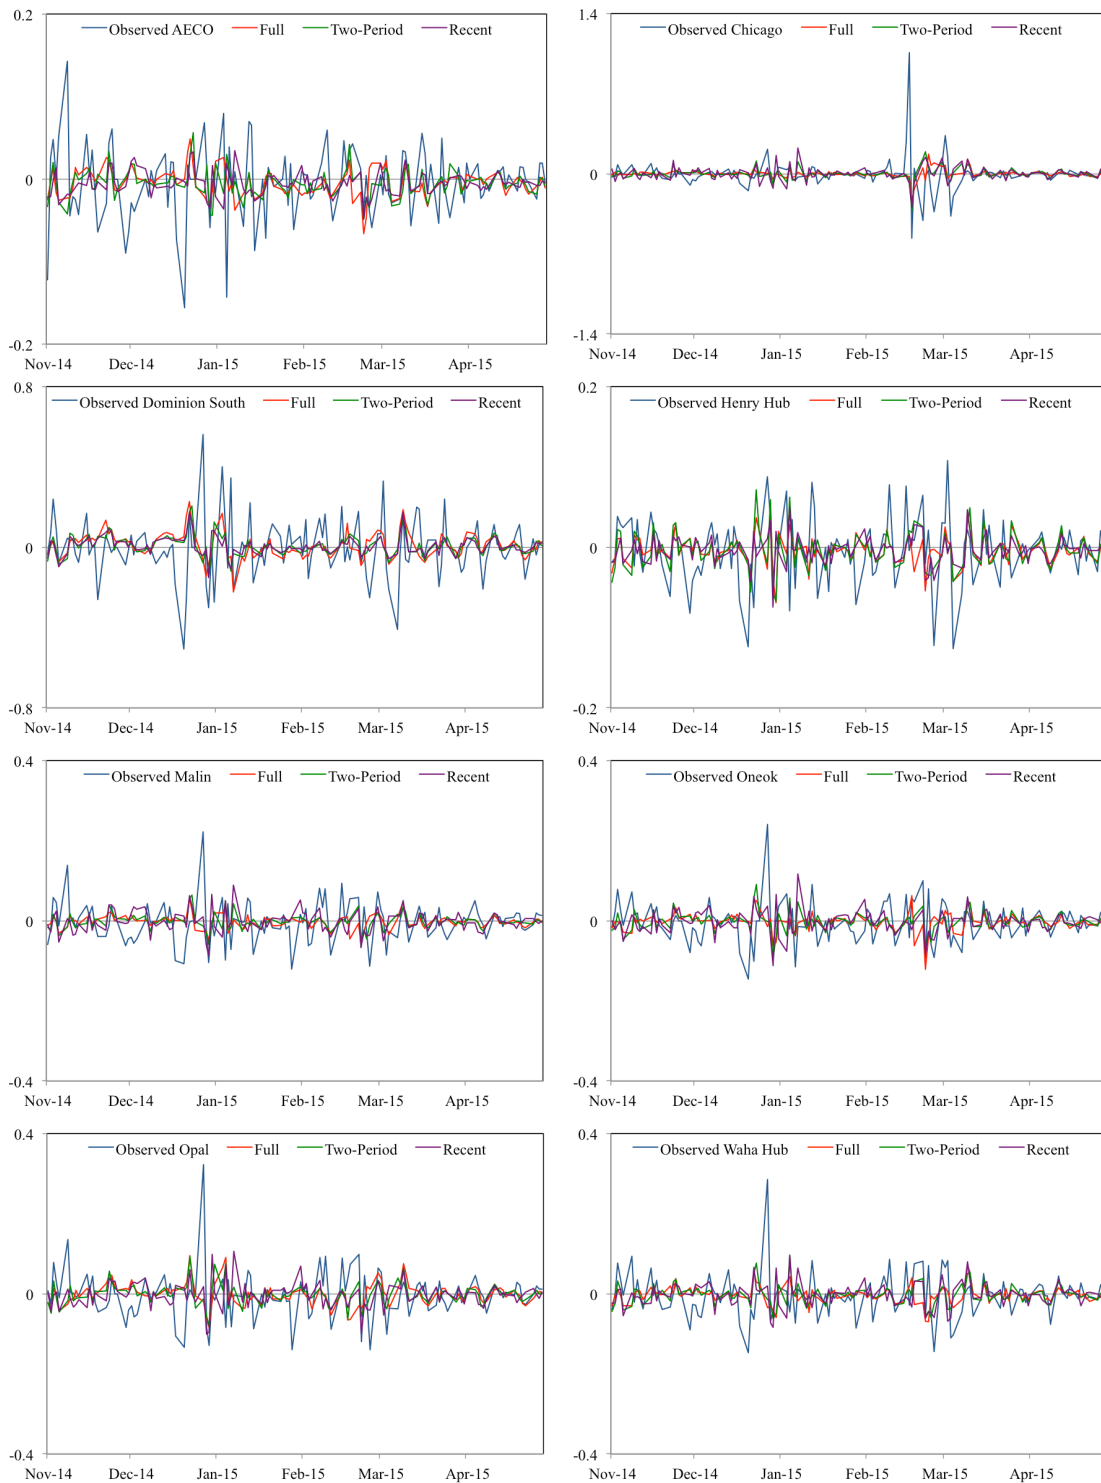 0.2
Observed AECO Full Two-Period Recent
0
-0.2
Nov-14 Dec-14 Jan-15 Feb-15 Mar-15 Apr-15
1.4
Observed Chicago Full Two-Period Recent
0
-1.4
Nov-14 Dec-14 Jan-15 Feb-15 Mar-15 Apr-15
0.8
Observed Dominion South Full Two-Period Recent
0
-0.8
Nov-14 Dec-14 Jan-15 Feb-15 Mar-15 Apr-15
0.2
Observed Henry Hub Full Two-Period Recent
0
-0.2
Nov-14 Dec-14 Jan-15 Feb-15 Mar-15 Apr-15
0.4
Observed Malin Full Two-Period Recent
0
-0.4
Nov-14 Dec-14 Jan-15 Feb-15 Mar-15 Apr-15
0.4
Observed Oneok Full Two-Period Recent
0
-0.4
Nov-14 Dec-14 Jan-15 Feb-15 Mar-15 Apr-15
0.4
Observed Opal Full Two-Period Recent
0
-0.4
Nov-14 Dec-14 Jan-15 Feb-15 Mar-15 Apr-15
0.4
Observed Waha Hub Full Two-Period Recent
0
-0.4
Nov-14 Dec-14 Jan-15 Feb-15 Mar-15 Apr-15